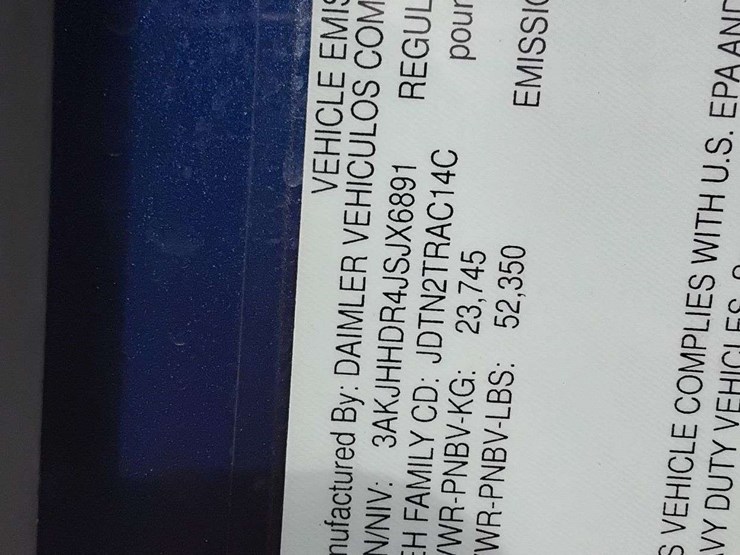 VEHICLE EMIS
nufactured By: DAIMLER VEHICULOS COM
N/NIV: 3AKJHHDR4JSJX6891 REGUL
EH FAMILY CD: JDTN2TRAC14C pour
VWR-PNBV-KG: 23,745
VWR-PNBV-LBS: 52,350 EMISSIO
S VEHICLE COMPLIES WITH U.S. EPA AND
AVY DUTY VEHICLES